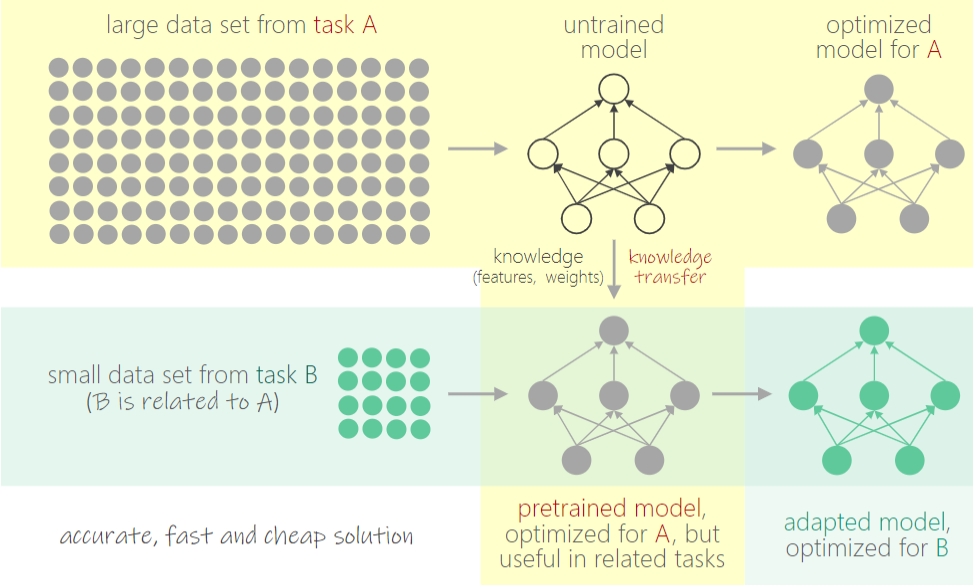 large data set from task A
untrained
model
optimized
model for A
knowledge
(features, weights)
knowledge
transfer
small data set from task B
(B is related to A)
accurate, fast and cheap solution
pretrained model,
optimized for A, but
useful in related tasks
adapted model,
optimized for B